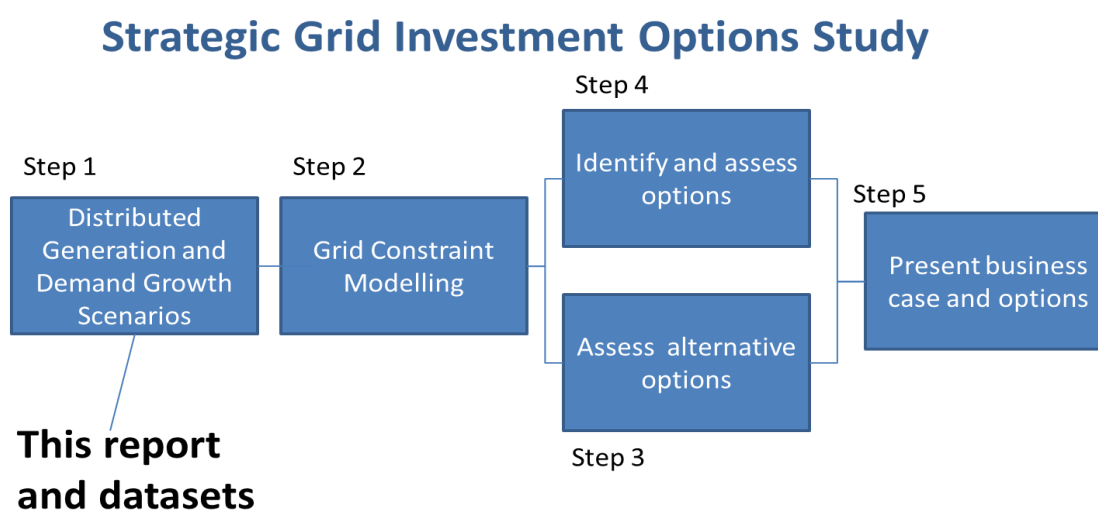 Strategic Grid Investment Options Study
Step 1
Distributed
Generation and
Demand Growth
Scenarios
This report
and datasets
Step 2
Grid Constraint
Modelling
Step 4
Identify and assess
options
Assess alternative
options
Step 3
Step 5
Present business
case and options